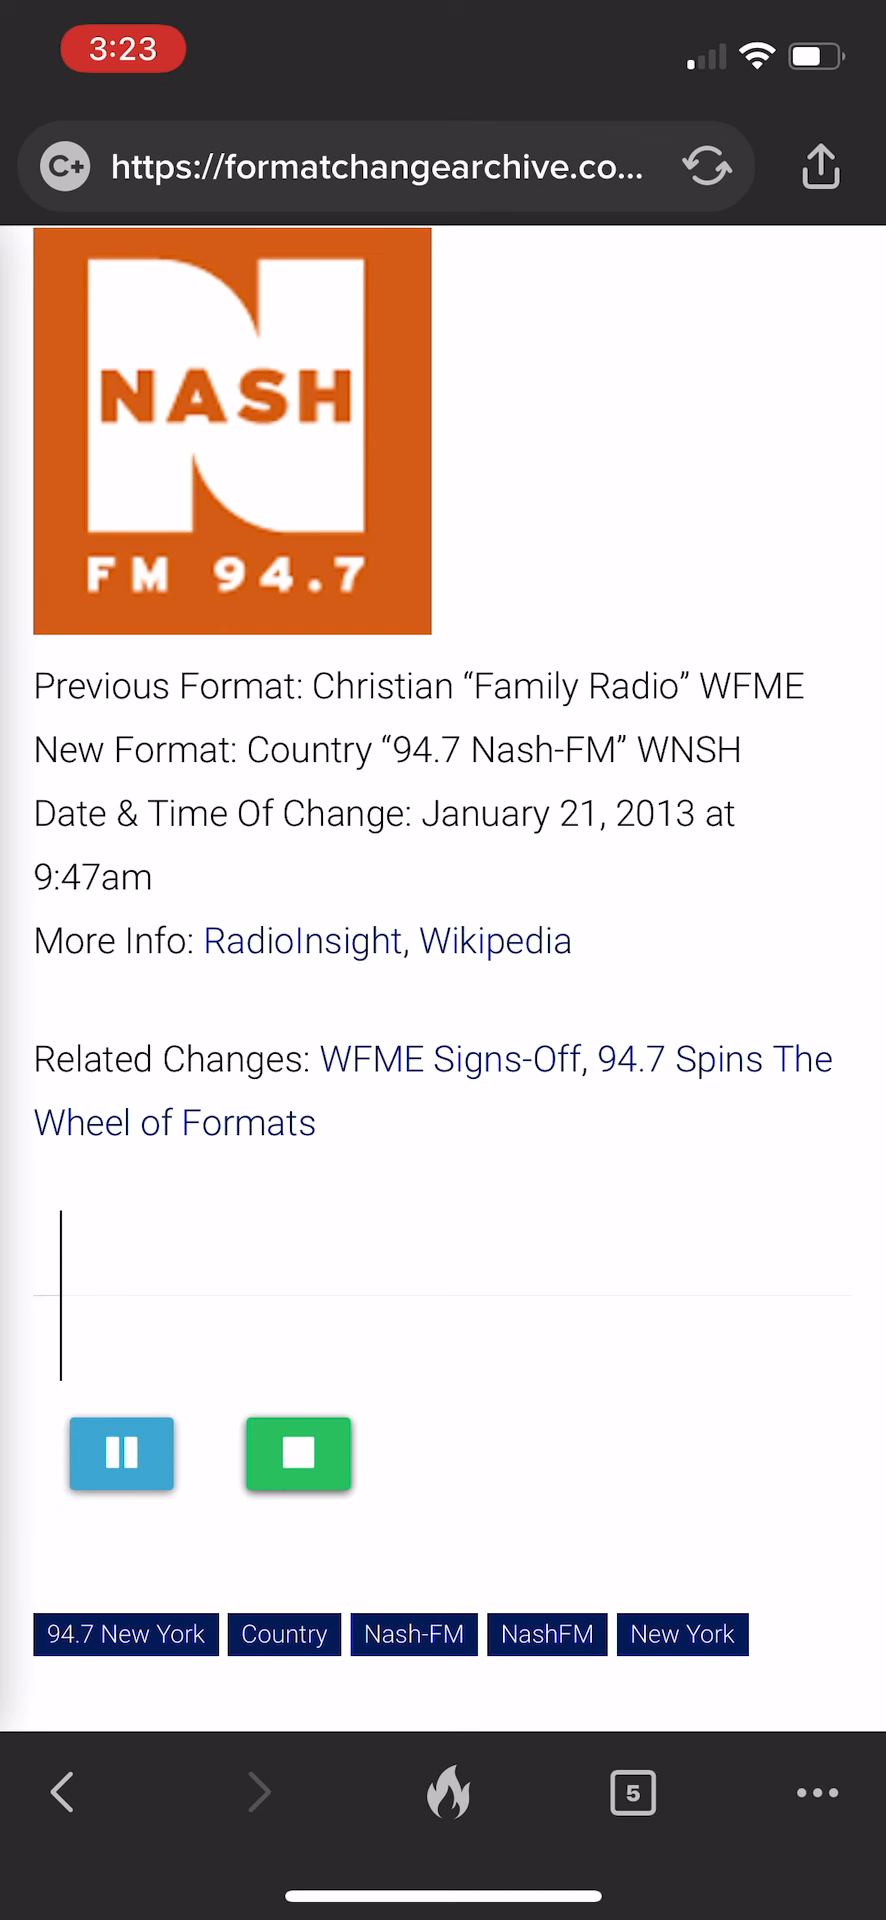 3:23
C+ https://formatchangearchive.co...
NASH
FM 94.7
Previous Format: Christian “Family Radio” WFME
New Format: Country “94.7 Nash-FM” WNSH
Date & Time Of Change: January 21, 2013 at
9:47am
More Info: RadioInsight, Wikipedia
Related Changes: WFME Signs-Off, 94.7 Spins The
Wheel of Formats
94.7 New York Country Nash-FM NashFM New York
5